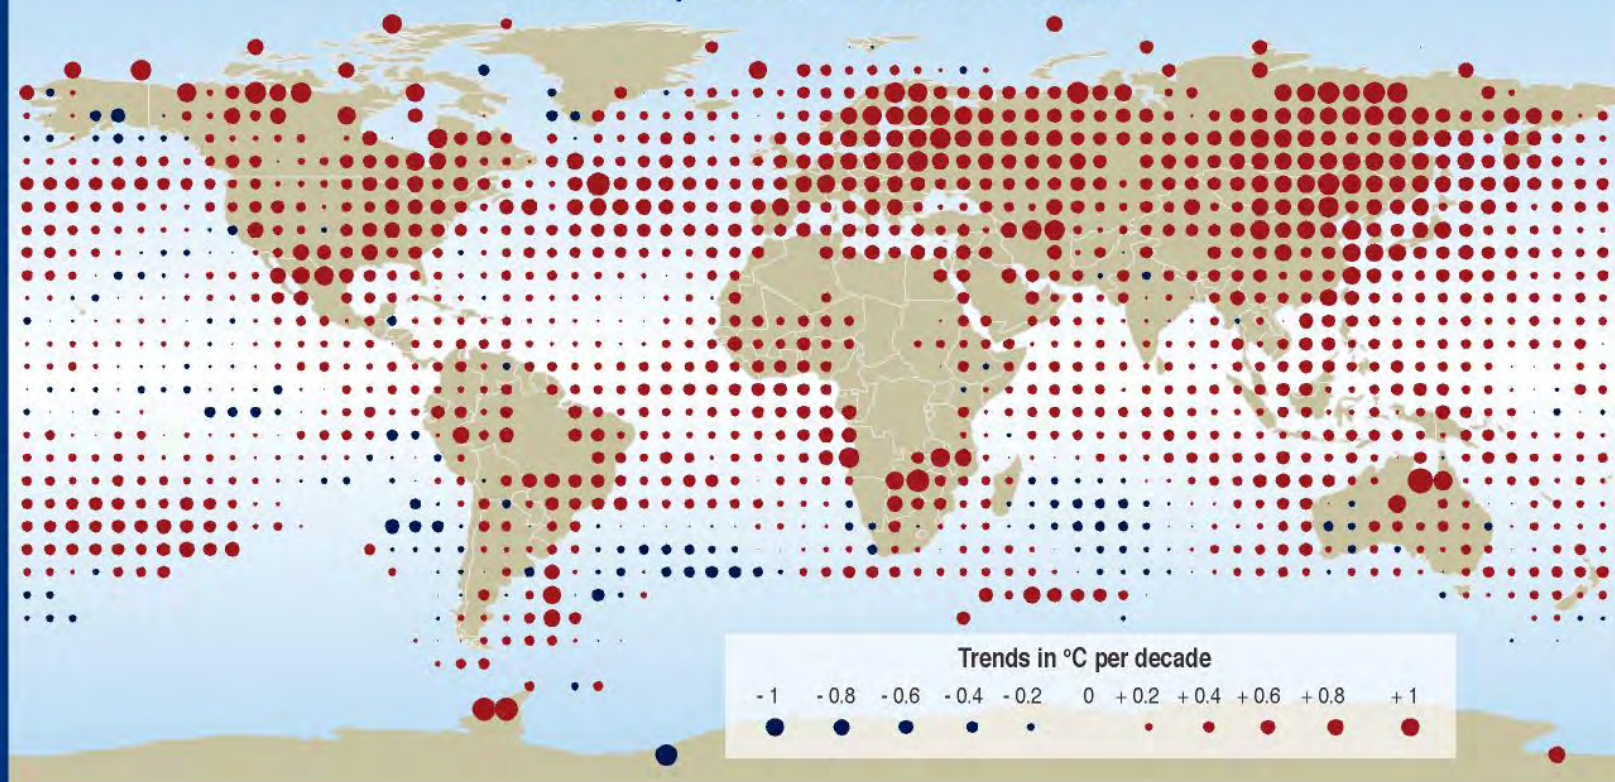 Trends in °C per decade
- 1 - 0.8 - 0.6 - 0.4 - 0.2 0 + 0.2 + 0.4 + 0.6 + 0.8 + 1